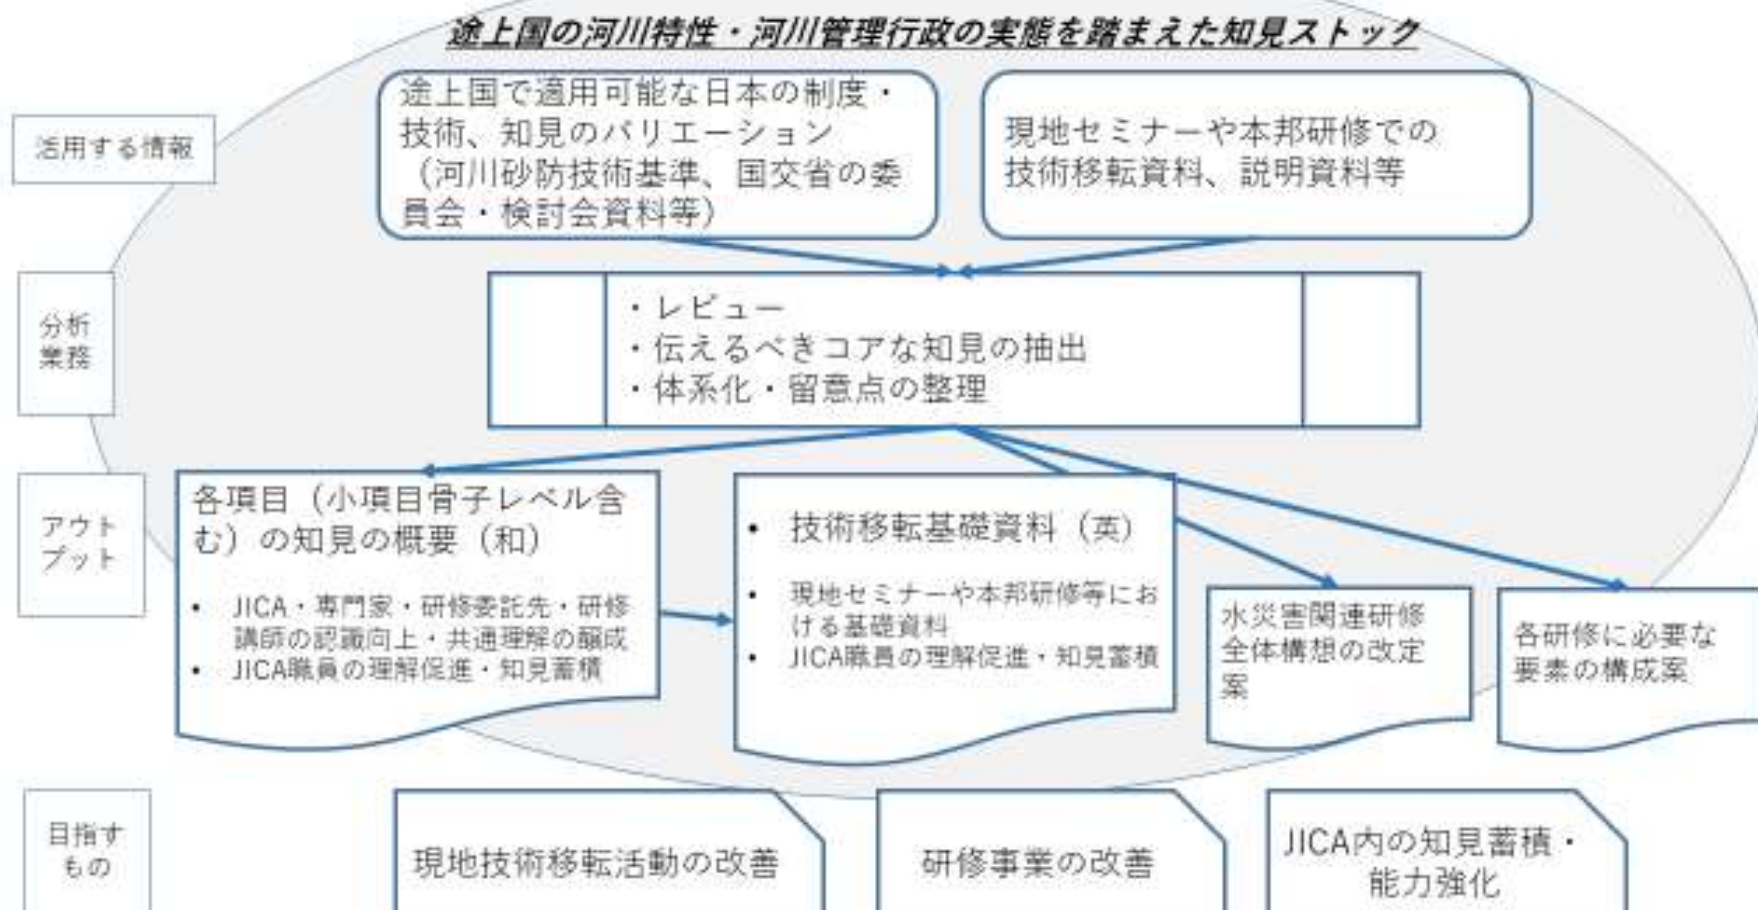 途上国の河川特性・河川管理行政の実態を踏まえた知見ストック
活用する情報
途上国で適用可能な日本の制度・
技術、知見のバリエーション
（河川砂防技術基準、国交省の委
員会・検討会資料等）
現地セミナーや本邦研修での
技術移転資料、説明資料等
分析
業務
・レビュー
・伝えるべきコアな知見の抽出
・体系化・留意点の整理
アウト
プット
各項目（小項目骨子レベル含
む）の知見の概要（和）
• JICA・専門家・研修委託先・研修
講師の認識向上・共通理解の醸成
• JICA職員の理解促進・知見蓄積
• 技術移転基礎資料（英）
• 現地セミナーや本邦研修等にお
ける基礎資料
• JICA職員の理解促進・知見蓄積
水災害関連研修
全体構想の改定
案
各研修に必要な
要素の構成案
目指す
もの
現地技術移転活動の改善
研修事業の改善
JICA内の知見蓄積・
能力強化